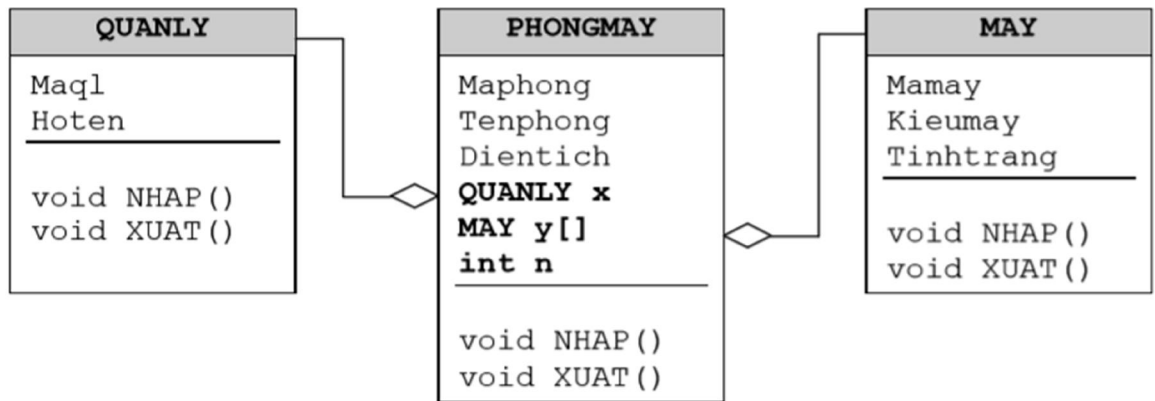 QUANLY
Maql
Hoten
void NHAP()
void XUAT()
PHONGMAY
Maphong
Tenphong
Dientich
QUANLY x
MAY y[]
int n
void NHAP()
void XUAT()
MAY
Mamay
Kieumay
Tinhtrang
void NHAP()
void XUAT()